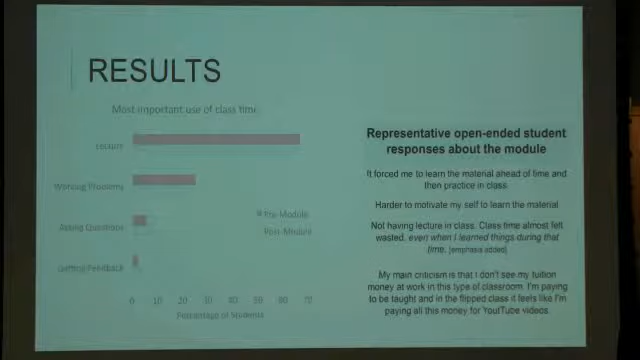 RESULTS
Most important use of class time
Lecture
Working Problems
Asking Questions
Getting Feedback
Pre-Module
Post-Module
0 10 20 30 40 50 60 70
Percentage of Students
Representative open-ended student
responses about the module
It forced me to learn the material ahead of time and
then practice in class.
Harder to motivate my self to learn the material
Not having lecture in class. Class time almost felt
wasted, even when I learned things during that
time. [emphasis added]
My main criticism is that I don't see my tuition
money at work in this type of classroom. I'm paying
to be taught and in the flipped class it feels like I'm
paying all this money for YouTube videos.